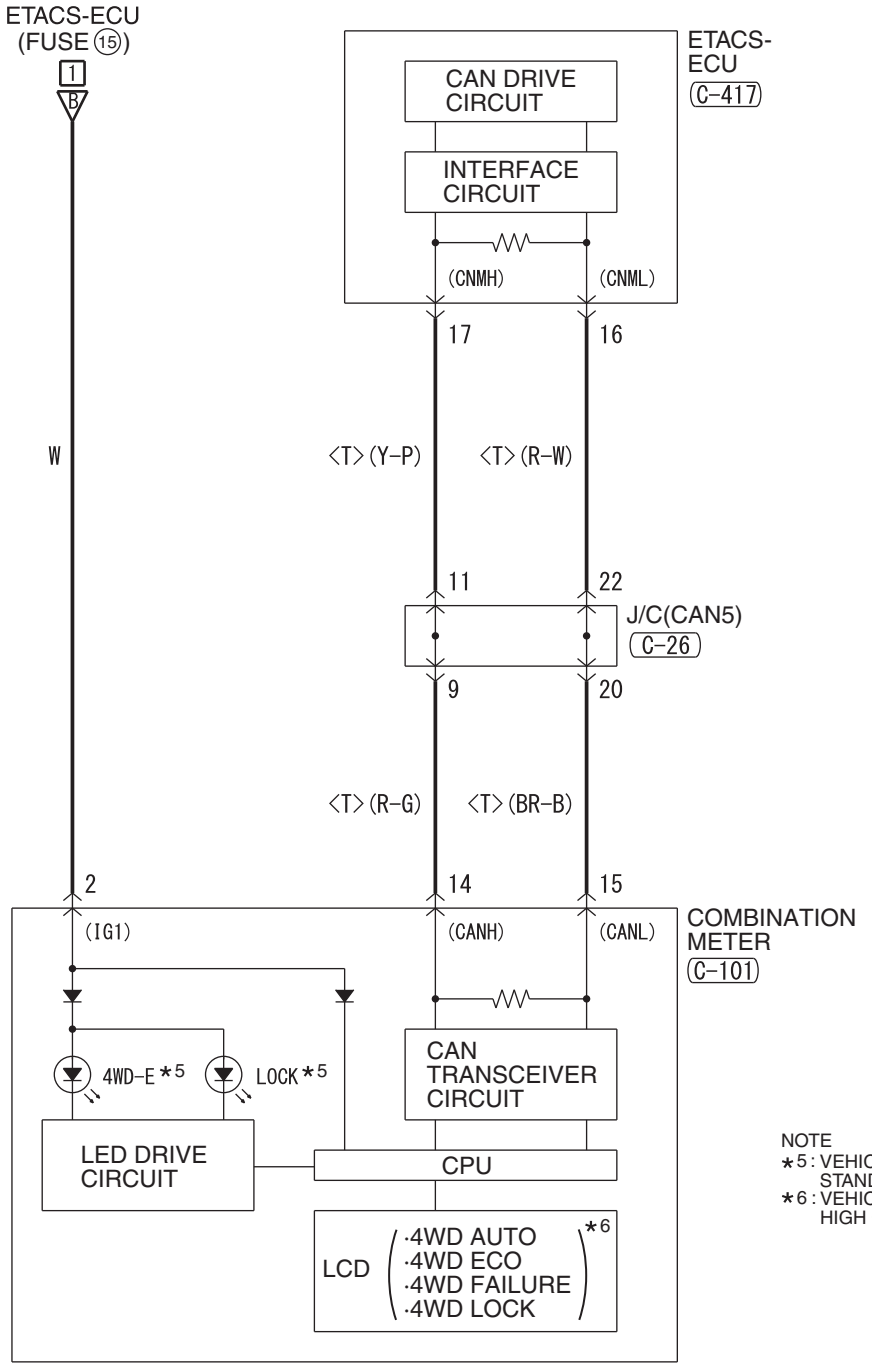 ETACS-ECU
(FUSE ⑮)
1
B
ETACS-
ECU
C-417
CAN DRIVE
CIRCUIT
INTERFACE
CIRCUIT
(CNMH)
(CNML)
17
16
W
<T>(Y-P)
<T>(R-W)
11
22
J/C(CAN5)
C-26
9
20
<T>(R-G)
<T>(BR-B)
2
14
15
(IG1)
(CANH)
(CANL)
COMBINATION
METER
C-101
4WD-E★5
LOCK★5
CAN
TRANSCEIVER
CIRCUIT
LED DRIVE
CIRCUIT
CPU
LCD
·4WD AUTO
·4WD ECO
·4WD FAILURE
·4WD LOCK
★6
NOTE
★5: VEHIC
STAND
★6: VEHIC
HIGH